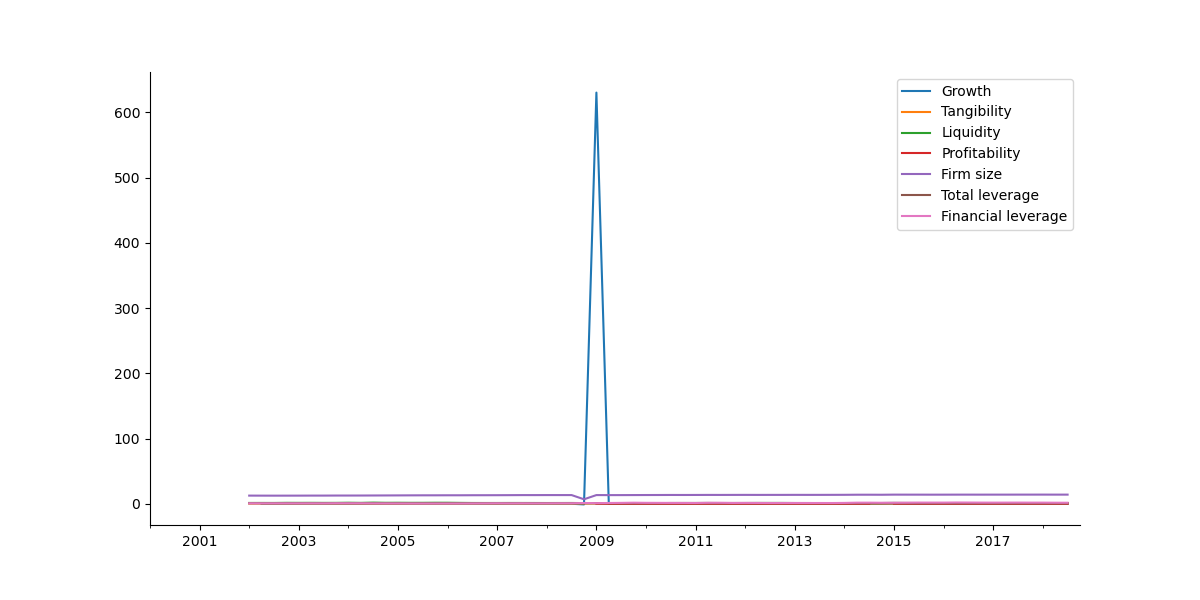 600
500
400
300
200
100
0
2001 2003 2005 2007 2009 2011 2013 2015 2017
Growth
Tangibility
Liquidity
Profitability
Firm size
Total leverage
Financial leverage